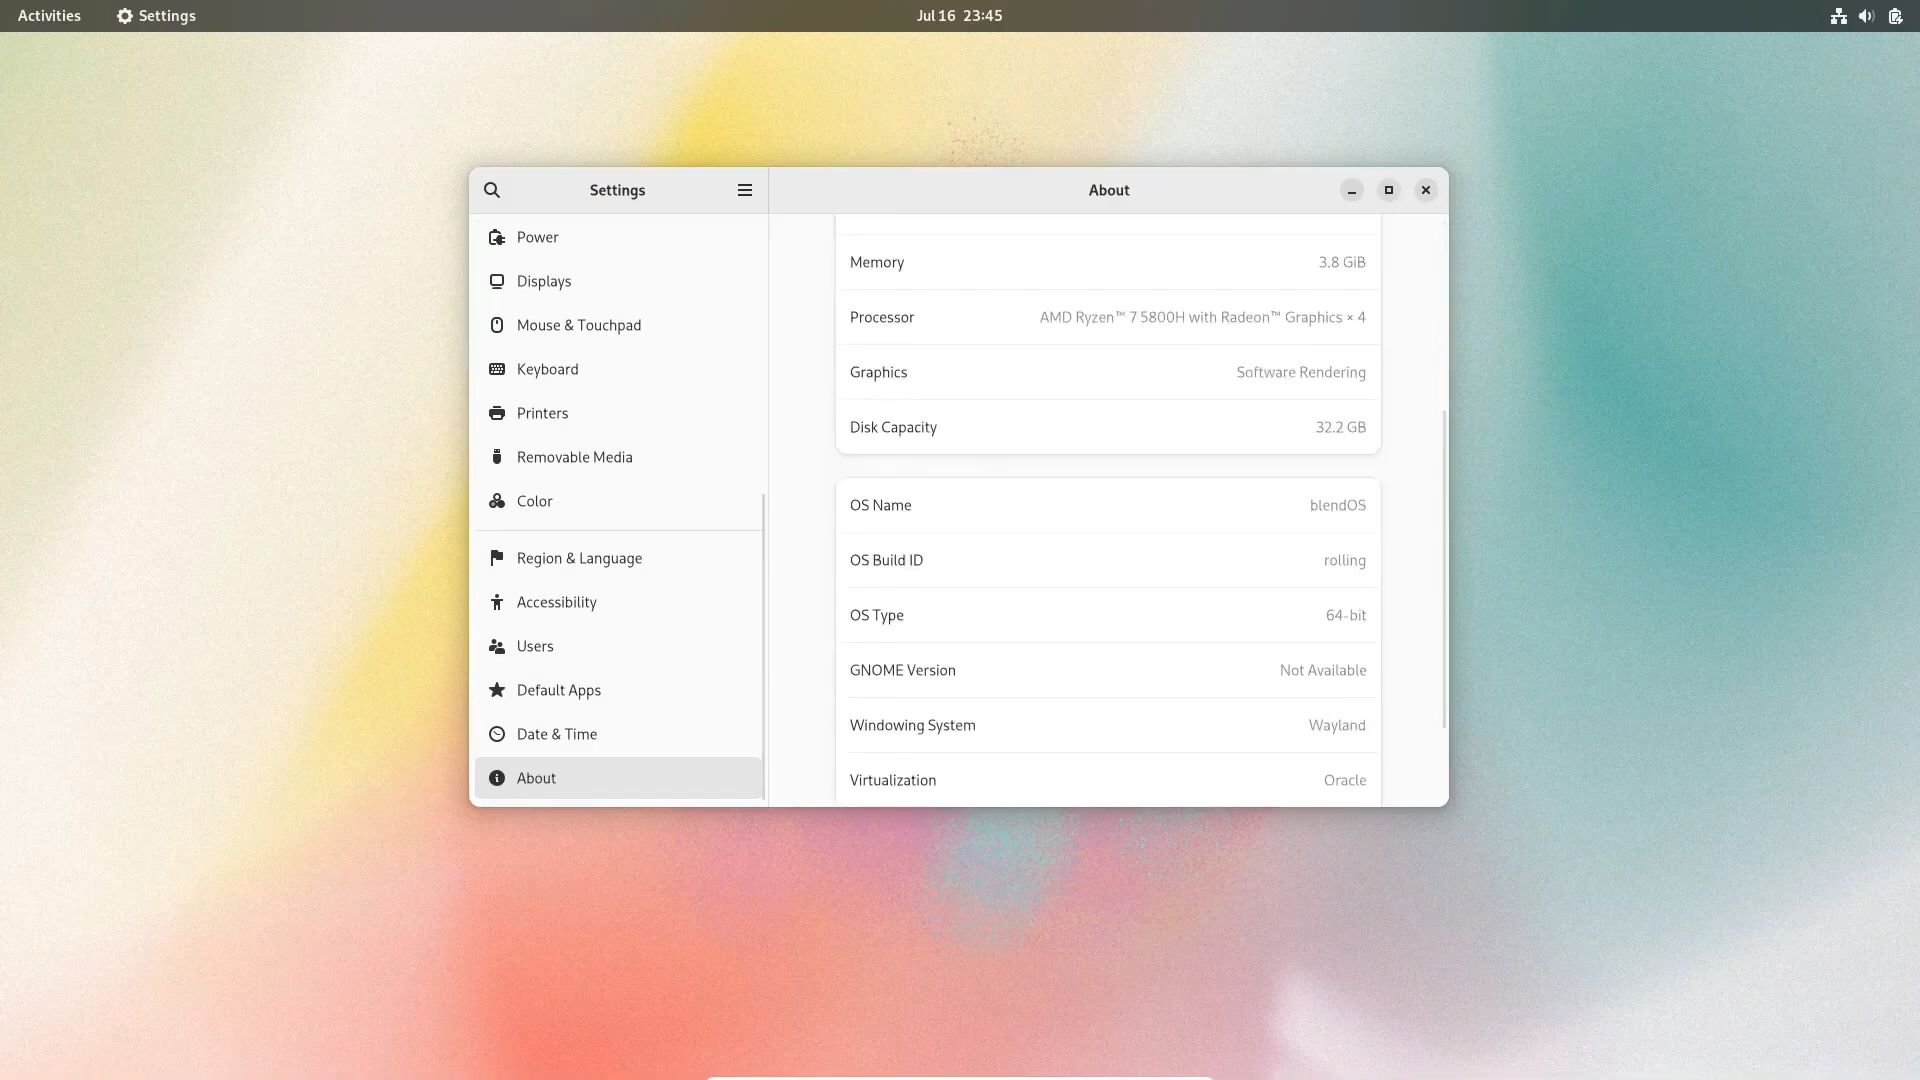 Activities
Settings
Jul 16 23:45
Settings
About
Power
Displays
Mouse & Touchpad
Keyboard
Printers
Removable Media
Color
Region & Language
Accessibility
Users
Default Apps
Date & Time
About
Memory 3.8 GiB
Processor AMD Ryzen™ 7 5800H with Radeon™ Graphics × 4
Graphics Software Rendering
Disk Capacity 32.2 GB
OS Name blendOS
OS Build ID rolling
OS Type 64-bit
GNOME Version Not Available
Windowing System Wayland
Virtualization Oracle